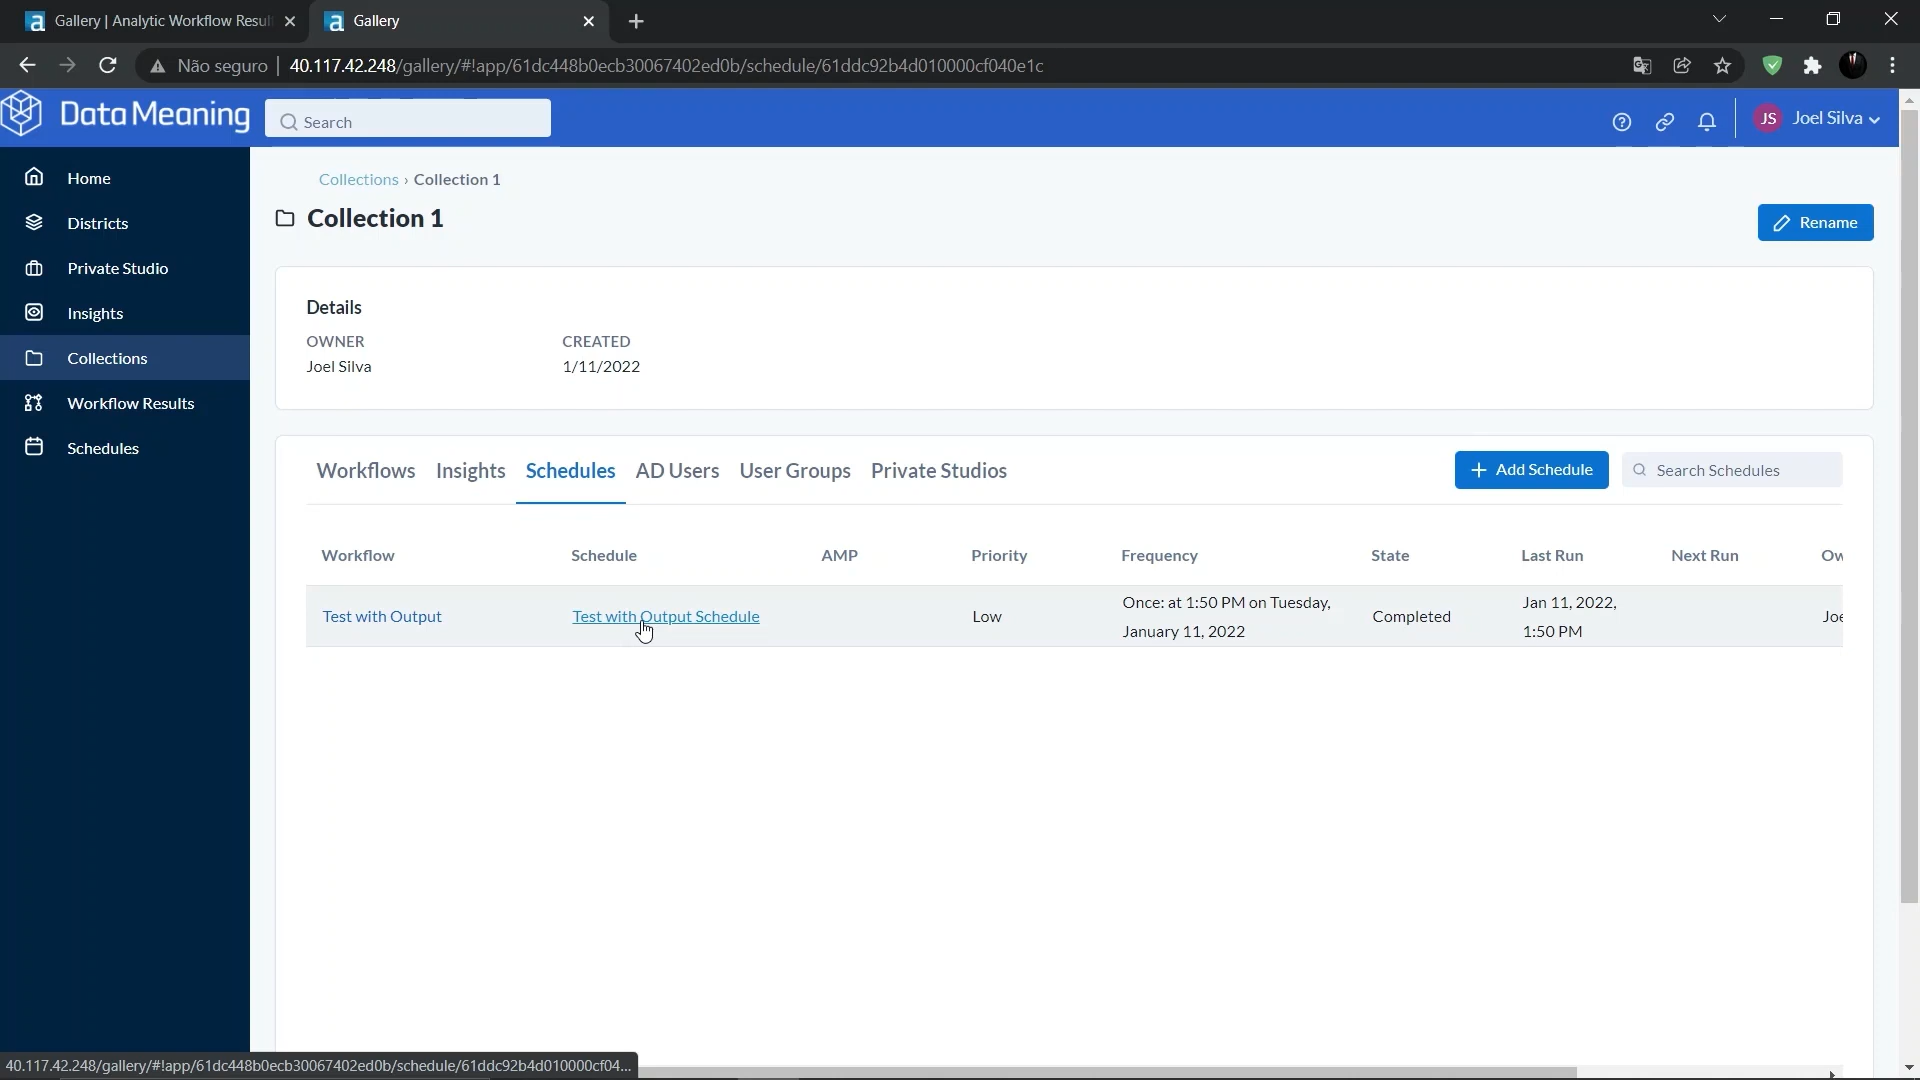 Gallery | Analytic Workflow Resul
Gallery
Não seguro
40.117.42.248/gallery/#!app/61dc448b0ecb30067402ed0b/schedule/61ddc92b4d010000cf040e1c
Data Meaning
Search
JS
Joel Silva
Home
Districts
Private Studio
Insights
Collections
Workflow Results
Schedules
Collections › Collection 1
Collection 1
Rename
Details
OWNER
CREATED
Joel Silva
1/11/2022
Workflows Insights Schedules AD Users User Groups Private Studios
+ Add Schedule
Search Schedules
Workflow Schedule AMP Priority Frequency State Last Run Next Run Ow
Test with Output
Test with Output Schedule
Low
Once: at 1:50 PM on Tuesday,
January 11, 2022
Completed
Jan 11, 2022,
1:50 PM
Joe
40.117.42.248/gallery/#!app/61dc448b0ecb30067402ed0b/schedule/61ddc92b4d010000cf04...